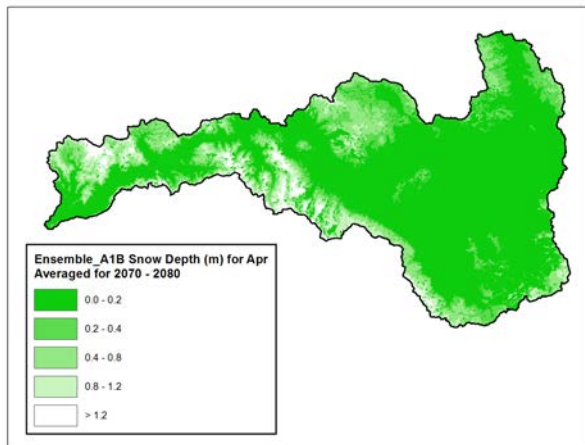 Ensemble_A1B Snow Depth (m) for Apr
Averaged for 2070 - 2080
0.0 - 0.2
0.2 - 0.4
0.4 - 0.8
0.8 - 1.2
> 1.2